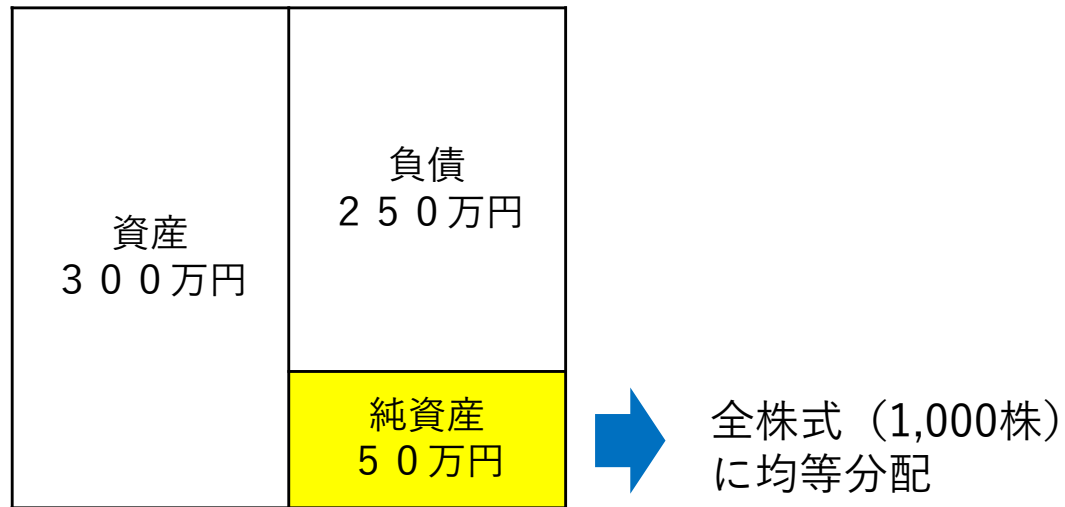 資産
３００万円
負債
２５０万円
純資産
５０万円
全株式（1,000株）
に均等分配